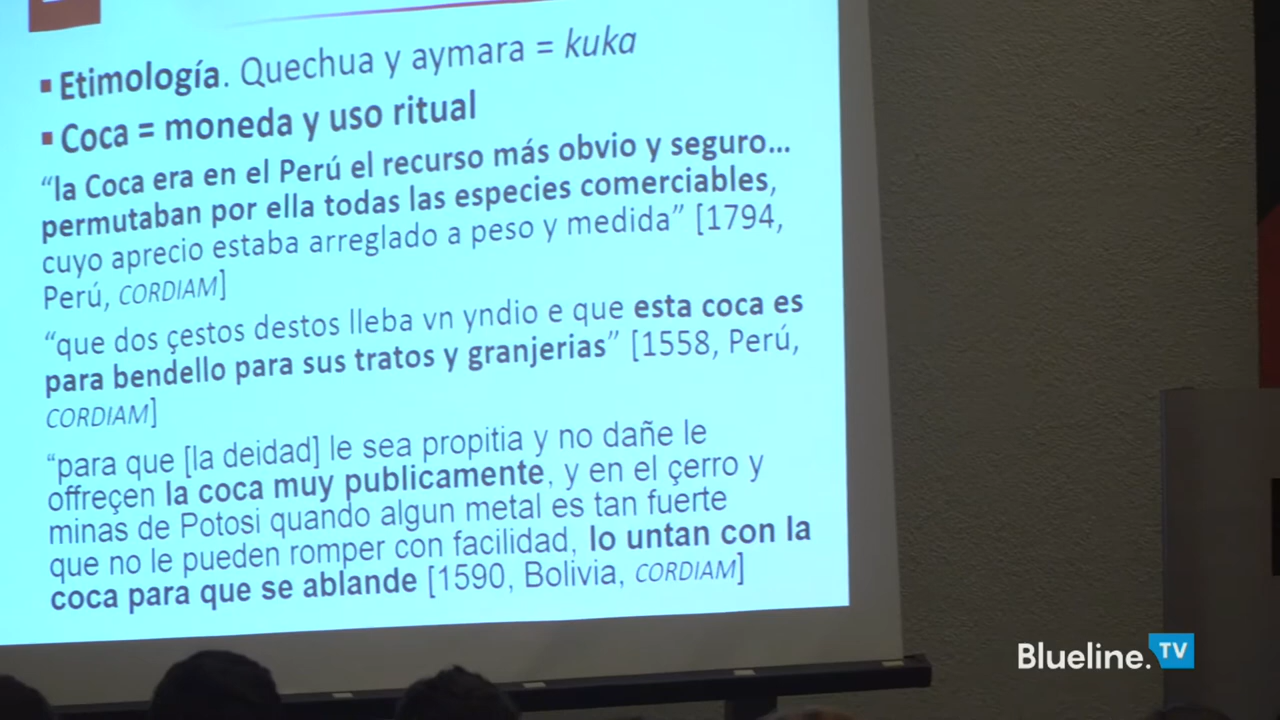 ▪ Etimología. Quechua y aymara = kuka
▪ Coca = moneda y uso ritual
“la Coca era en el Perú el recurso más obvio y seguro...
permutaban por ella todas las especies comerciables,
cuyo aprecio estaba arreglado a peso y medida” [1794,
Perú, CORDIAM]
“que dos çestos destos lleba vn yndio e que esta coca es
para bendello para sus tratos y granjerias” [1558, Perú,
CORDIAM]
“para que [la deidad] le sea propitia y no dañe le
offreçen la coca muy publicamente, y en el çerro y
minas de Potosi quando algun metal es tan fuerte
que no le pueden romper con facilidad, lo untan con la
coca para que se ablande [1590, Bolivia, CORDIAM]
Blueline.TV